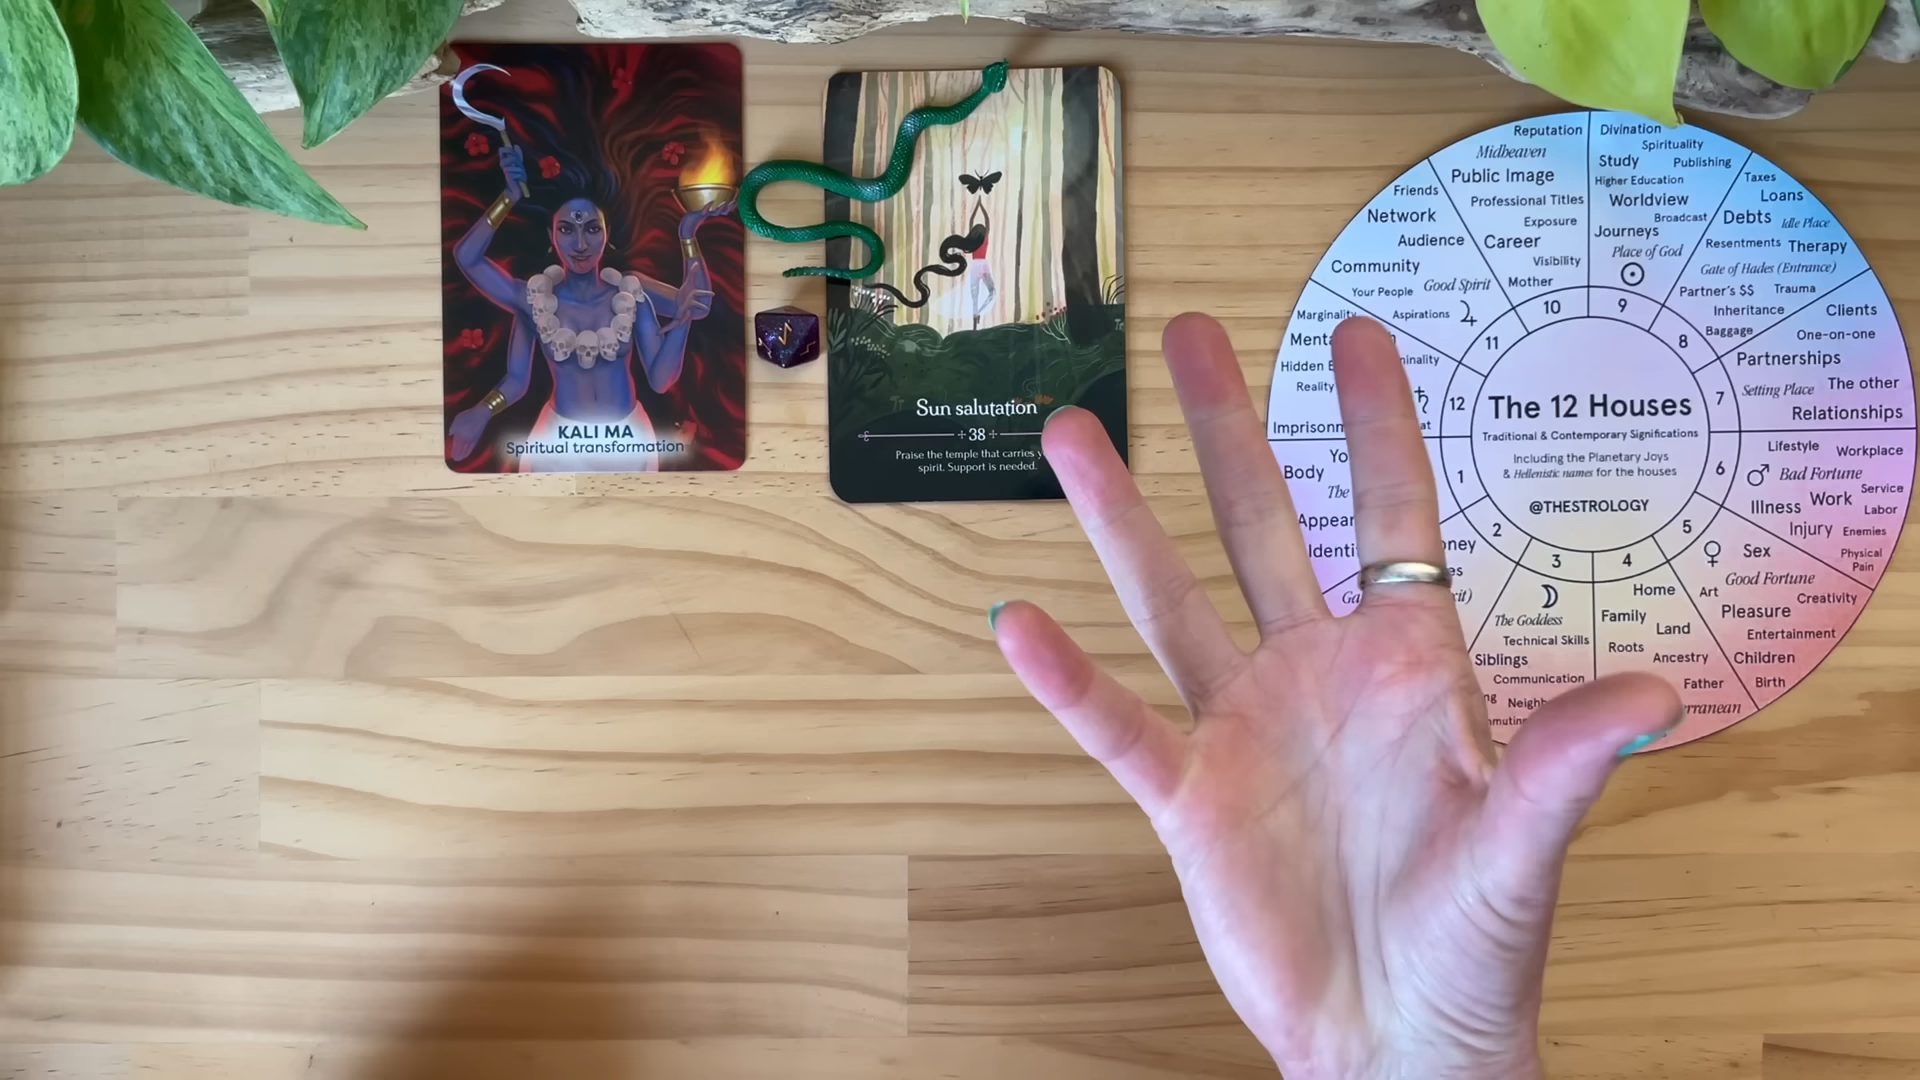 KALI MA
Spiritual transformation
Sun salutation
38
Praise the temple that carries
spirit. Support is needed.
The 12 Houses
Traditional & Contemporary Significations
Including the Planetary Joys
& Hellenistic names for the houses
@THESTROLOGY
1
Body
The
2
3
The Goddess
Technical Skills
Siblings
Communication
4
Home
Family
Land
Roots
Ancestry
Father
5
Sex
Good Fortune
Art
Creativity
Pleasure
Entertainment
Children
Birth
6
Lifestyle
Workplace
Bad Fortune
Service
Illness
Work
Labor
Injury
Enemies
Physical
Pain
7
Clients
One-on-one
Partnerships
Setting Place
The other
Relationships
8
Taxes
Loans
Debts
Idle Place
Resentments
Therapy
Gate of Hades (Entrance)
Partner's $$
Trauma
Inheritance
Baggage
9
Divination
Spirituality
Study
Publishing
Higher Education
Worldview
Broadcast
Journeys
Place of God
10
Reputation
Midheaven
Public Image
Professional Titles
Exposure
Career
Visibility
Mother
11
Friends
Network
Audience
Community
Good Spirit
Your People
Aspirations
12
Marginality
Hidden
Reality